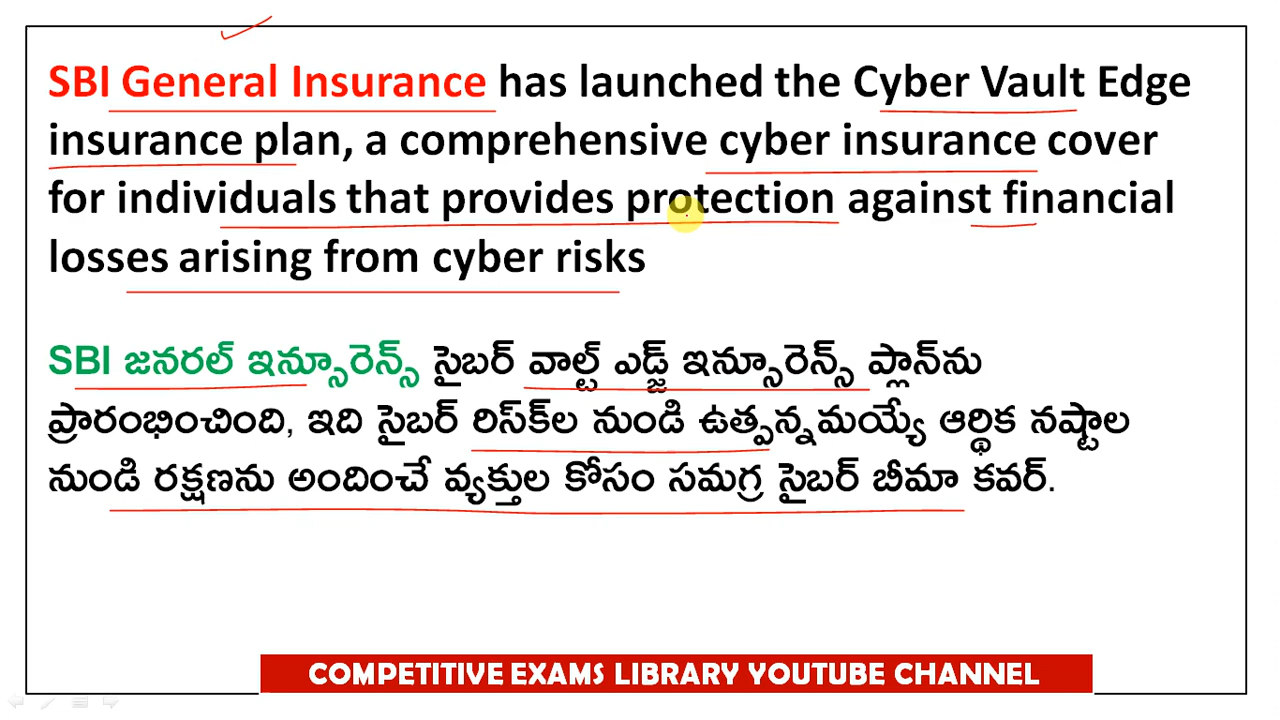 SBI General Insurance has launched the Cyber Vault Edge
insurance plan, a comprehensive cyber insurance cover
for individuals that provides protection against financial
losses arising from cyber risks
SBI జనరల్ ఇన్సూరెన్స్ సైబర్ వాల్ట్ ఎడ్జ్ ఇన్సూరెన్స్ ప్లాన్‌ను
ప్రారంభించింది, ఇది సైబర్ రిస్క్‌ల నుండి ఉత్పన్నమయ్యే ఆర్థిక నష్టాల
నుండి రక్షణను అందించే వ్యక్తుల కోసం సమగ్ర సైబర్ బీమా కవర్.
COMPETITIVE EXAMS LIBRARY YOUTUBE CHANNEL